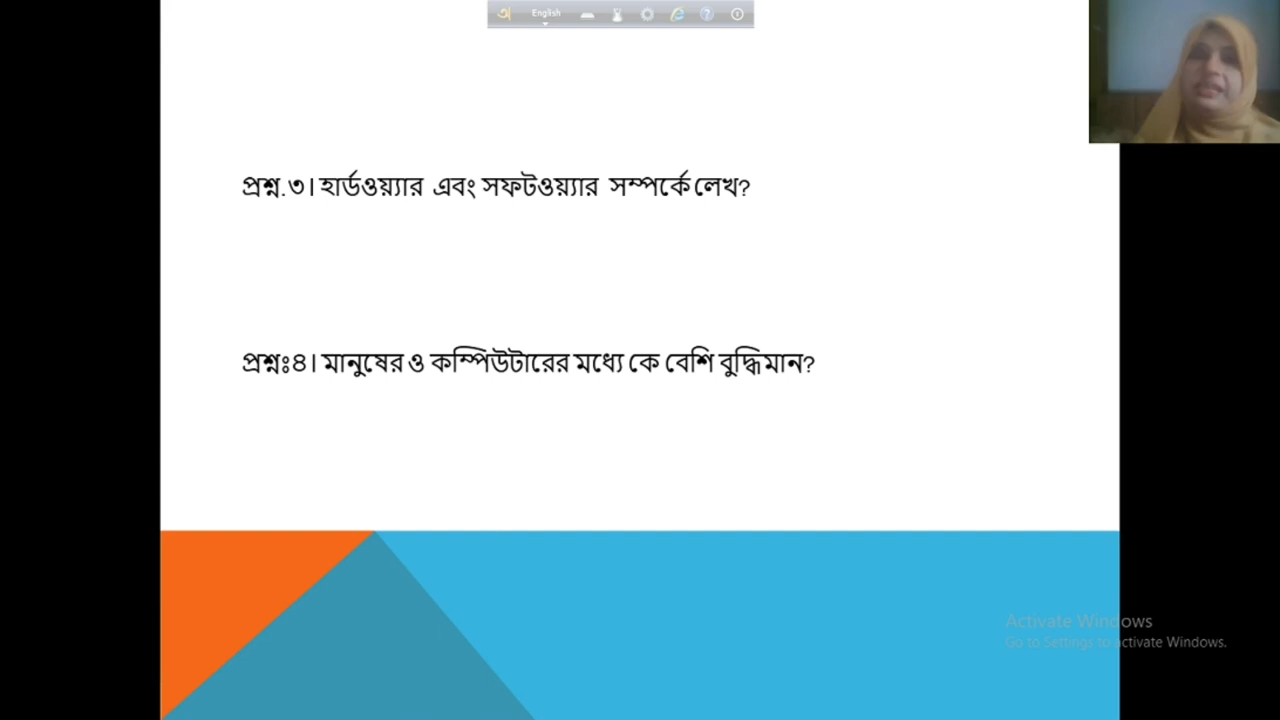 অ English
প্রশ্ন.৩। হার্ডওয়্যার এবং সফটওয়্যার সম্পর্কে লেখ?
প্রশ্নঃ৪। মানুষের ও কম্পিউটারের মধ্যে কে বেশি বুদ্ধিমান?
Activate Windows
Go to Settings to activate Windows.